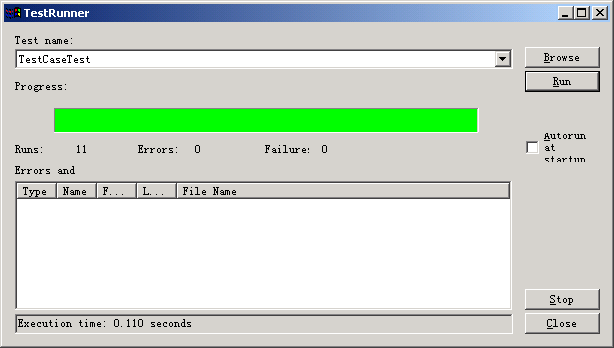 TestRunner
Test name:
TestCaseTest
Browse
Run
Progress:
Runs: 11 Errors: 0 Failure: 0
Autorun
at
startup
Errors and
Type Name F... L... File Name
Stop
Execution time: 0.110 seconds
Close